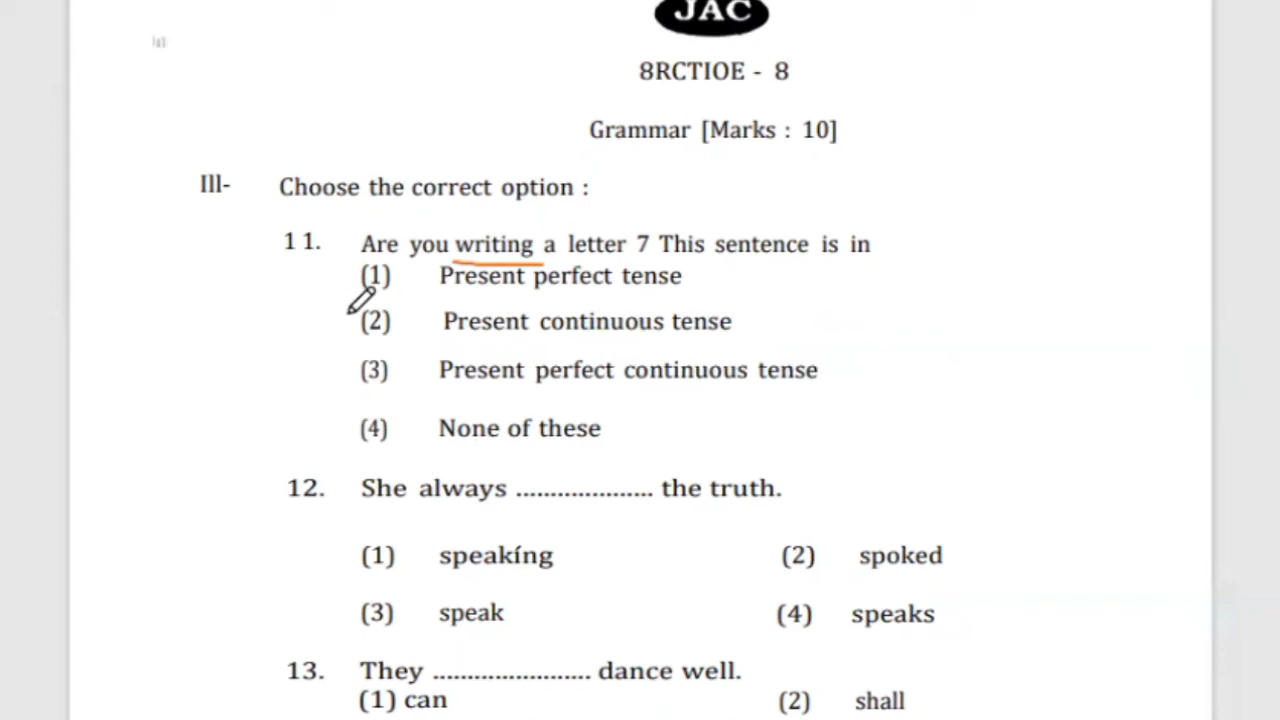 JAC
8RCTIOE - 8
Grammar [Marks : 10]
Ill- Choose the correct option :
11. Are you writing a letter 7 This sentence is in
(1) Present perfect tense
(2) Present continuous tense
(3) Present perfect continuous tense
(4) None of these
12. She always .................... the truth.
(1) speakíng (2) spoked
(3) speak (4) speaks
13. They ....................... dance well.
(1) can (2) shall